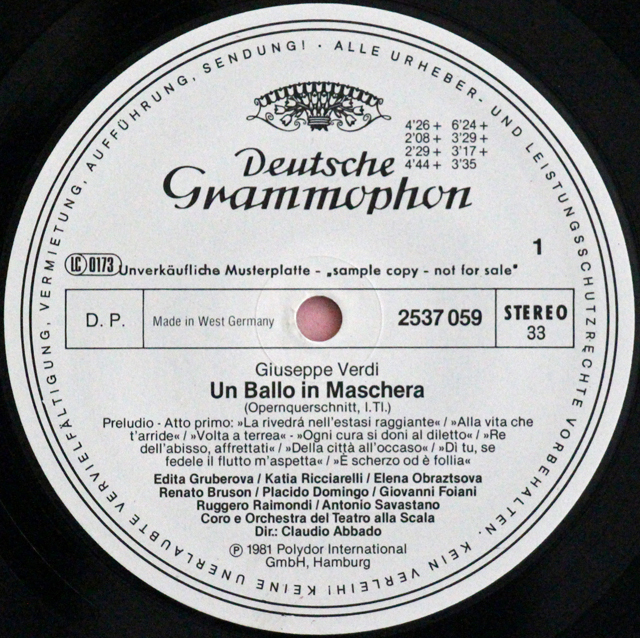 ALLE URHEBER- UND LEISTUNGSSCHUTZRECHTE VORBEHALTEN. KEIN VERLEIH! KEINE UNERLAUBTE VERVIELFÄLTIGUNG, VERMIETUNG, AUFFÜHRUNG, SENDUNG! ·
4'26 + 6'24 +
2'08 + 3'29 +
2'29 + 3'17 +
4'44 + 3'35
Deutsche
Grammophon
1
LC 0173 Unverkäufliche Musterplatte - „sample copy - not for sale"
D. P. Made in West Germany 2537 059 STEREO
33
Giuseppe Verdi
Un Ballo in Maschera
(Opernquerschnitt, I.TI.)
Preludio - Atto primo: »La rivedrá nell'estasi raggiante« / »Alla vita che
t'arride« / »Volta a terrea« - »Ogni cura si doni al diletto« / »Re
dell'abisso, affrettati« / »Della città all'occaso« / »Dì tu, se
fedele il flutto m'aspetta« / »È scherzo od è follia«
Edita Gruberova / Katia Ricciarelli / Elena Obraztsova
Renato Bruson / Placido Domingo / Giovanni Foiani
Ruggero Raimondi / Antonio Savastano
Coro e Orchestra del Teatro alla Scala
Dir.: Claudio Abbado
Ⓟ 1981 Polydor International
GmbH, Hamburg